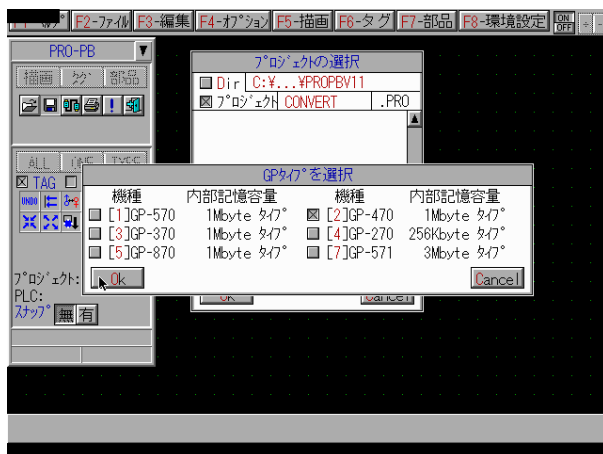 F2-ファイル F3-編集 F4-オプション F5-描画 F6-タグ F7-部品 F8-環境設定 ON OFF
PRO-PB ▼
描画 タグ 部品
プロジェクトの選択
Dir C:¥...¥PROPBV11
プロジェクト CONVERT .PRO
ALL LINE TYPE
TAG
UNDO
GPタイプを選択
機種 内部記憶容量 機種 内部記憶容量
[1]GP-570 1Mbyte タイプ [2]GP-470 1Mbyte タイプ
[3]GP-370 1Mbyte タイプ [4]GP-270 256Kbyte タイプ
[5]GP-870 1Mbyte タイプ [7]GP-571 3Mbyte タイプ
Ok Cancel
プロジェクト:
PLC:
スナップ 無 有
OK Cancel